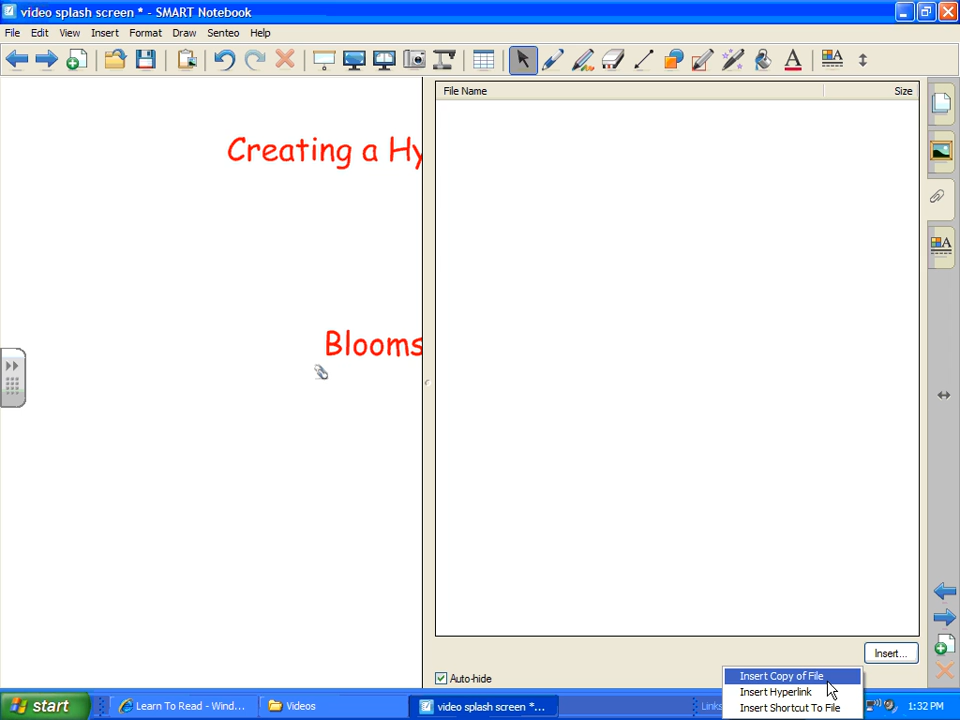 video splash screen * - SMART Notebook
File Edit View Insert Format Draw Senteo Help
File Name Size
Creating a Hy
Blooms
Insert...
Auto-hide
Insert Copy of File
Insert Hyperlink
Insert Shortcut To File
start
Learn To Read - Wind...
Videos
video splash screen *...
Links
1:32 PM